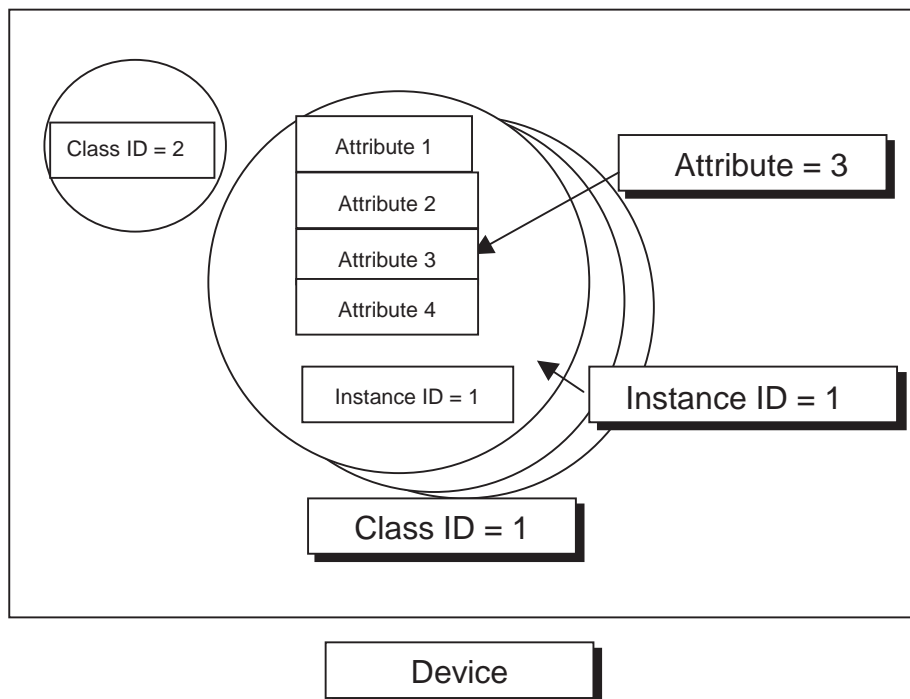 Class ID = 2
Attribute 1
Attribute 2
Attribute 3
Attribute 4
Instance ID = 1
Attribute = 3
Instance ID = 1
Class ID = 1
Device